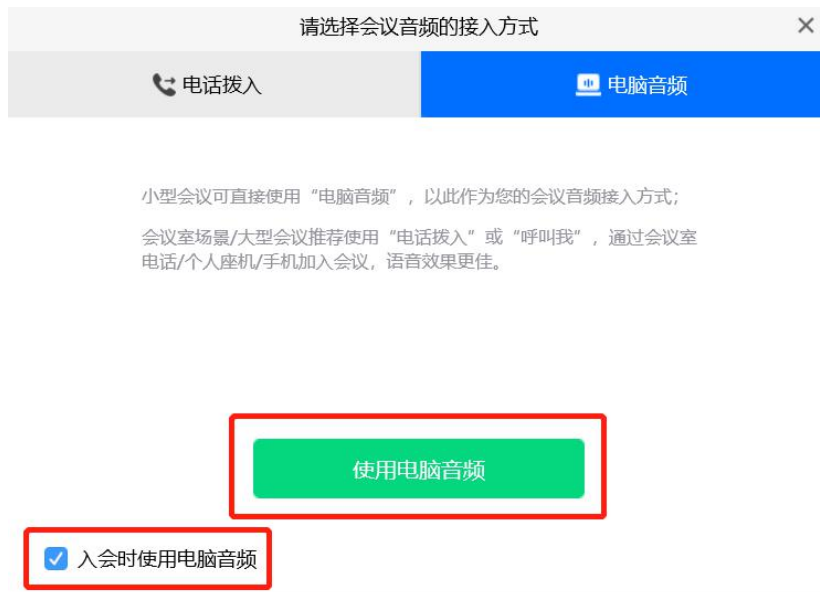 请选择会议音频的接入方式
电话拨入
电脑音频
小型会议可直接使用“电脑音频”，以此作为您的会议音频接入方式；
会议室场景/大型会议推荐使用“电话拨入”或“呼叫我”，通过会议室
电话/个人座机/手机加入会议，语音效果更佳。
使用电脑音频
入会时使用电脑音频